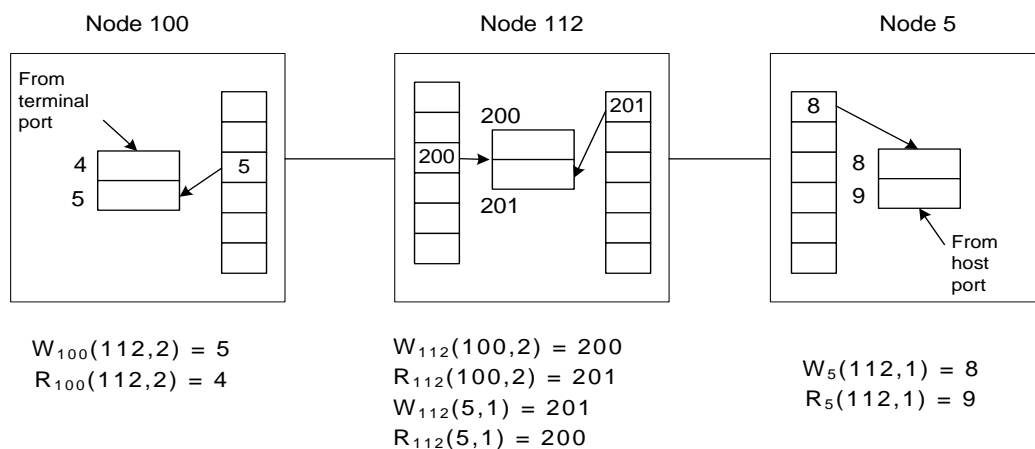 Node 100
Node 112
Node 5
From
terminal
port
4
5
5
200
200
201
201
8
8
9
From
host
port
W₁₀₀(112,2) = 5
R₁₀₀(112,2) = 4
W₁₁₂(100,2) = 200
R₁₁₂(100,2) = 201
W₁₁₂(5,1) = 201
R₁₁₂(5,1) = 200
W₅(112,1) = 8
R₅(112,1) = 9